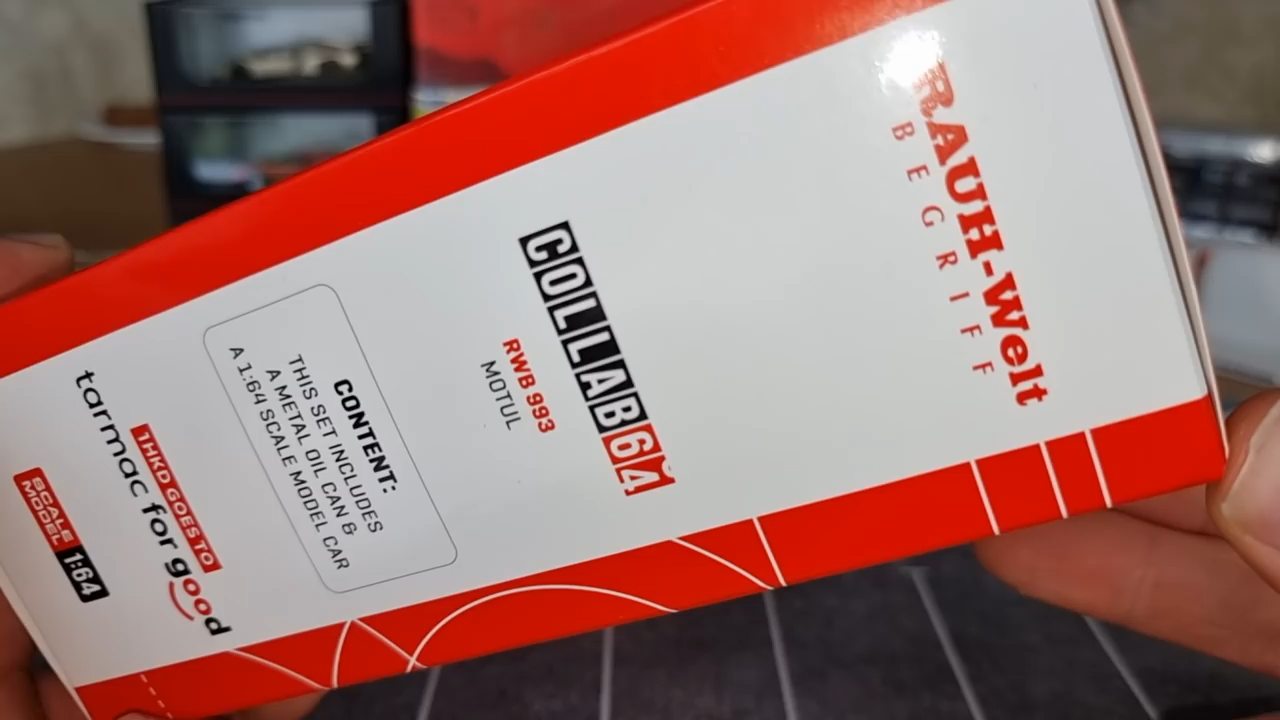 RAUH-Welt
BEGRIFF
COLLAB64
RWB 993
MOTUL
CONTENT:
THIS SET INCLUDES
A METAL OIL CAN &
A 1:64 SCALE MODEL CAR
1HKD GOES TO
tarmac for good
SCALE
MODEL
1:64